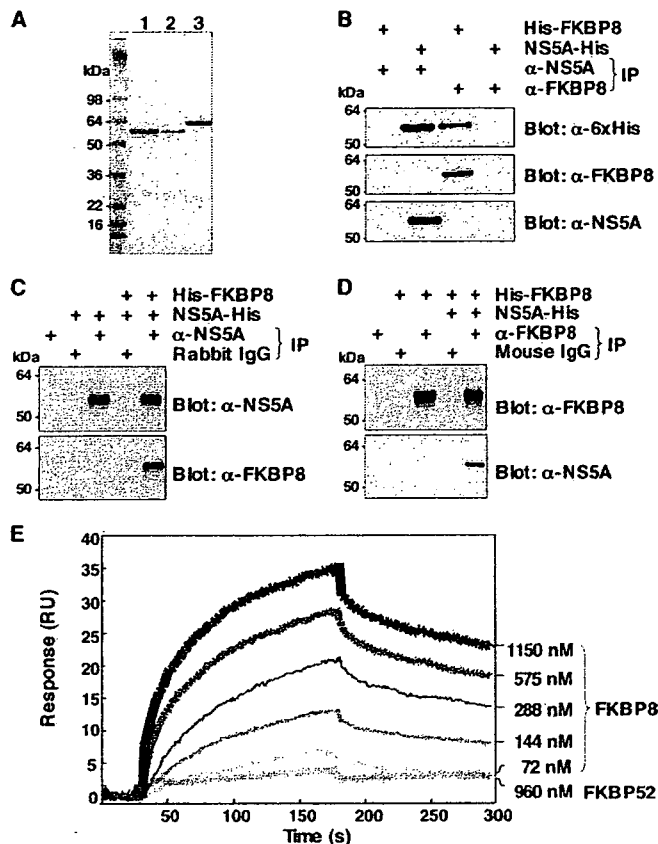 A
1 2 3
kDa
98
64
50
36
22
16
B
+ + His-FKBP8
+ + NS5A-His
+ + α-NS5A
+ + α-FKBP8
} IP
kDa
64
50
Blot: α-6xHis
64
50
Blot: α-FKBP8
64
50
Blot: α-NS5A
C
+ + His-FKBP8
+ + + + NS5A-His
+ + + α-NS5A
+ + Rabbit IgG
} IP
kDa
64
50
Blot: α-NS5A
64
50
Blot: α-FKBP8
D
+ + + + His-FKBP8
+ + NS5A-His
+ + + α-FKBP8
+ + Mouse IgG
} IP
kDa
64
50
Blot: α-FKBP8
64
50
Blot: α-NS5A
E
Response (RU)
40
35
30
25
20
15
10
5
0
50 100 150 200 250 300
Time (s)
1150 nM
575 nM
288 nM
144 nM
72 nM
FKBP8
960 nM FKBP52